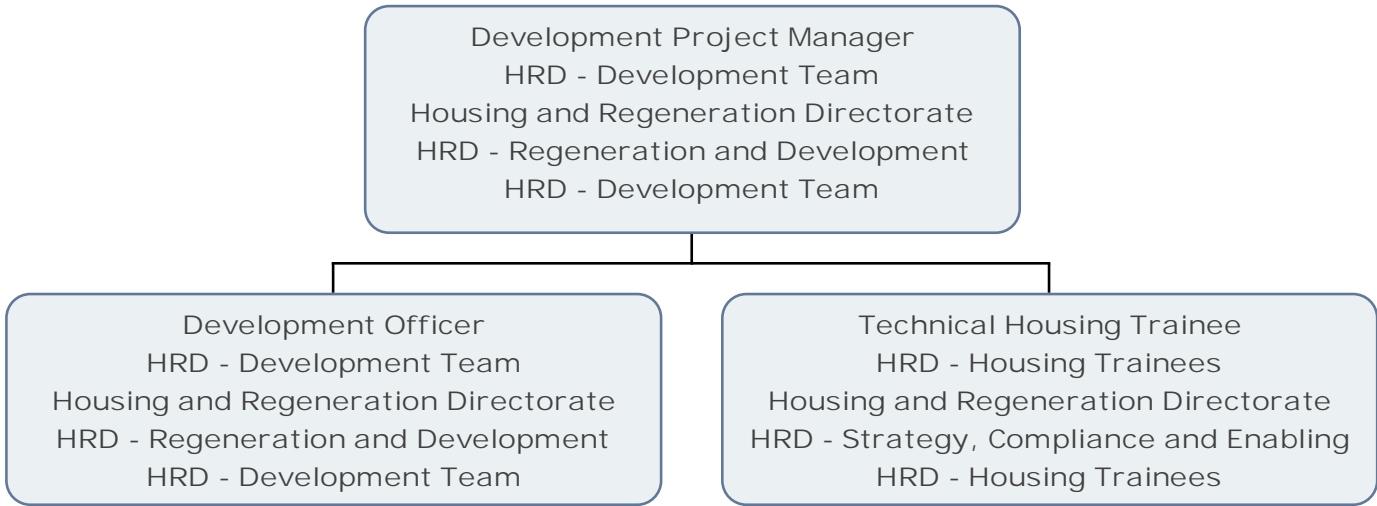 Development Project Manager
HRD - Development Team
Housing and Regeneration Directorate
HRD - Regeneration and Development
HRD - Development Team
Development Officer
HRD - Development Team
Housing and Regeneration Directorate
HRD - Regeneration and Development
HRD - Development Team
Technical Housing Trainee
HRD - Housing Trainees
Housing and Regeneration Directorate
HRD - Strategy, Compliance and Enabling
HRD - Housing Trainees